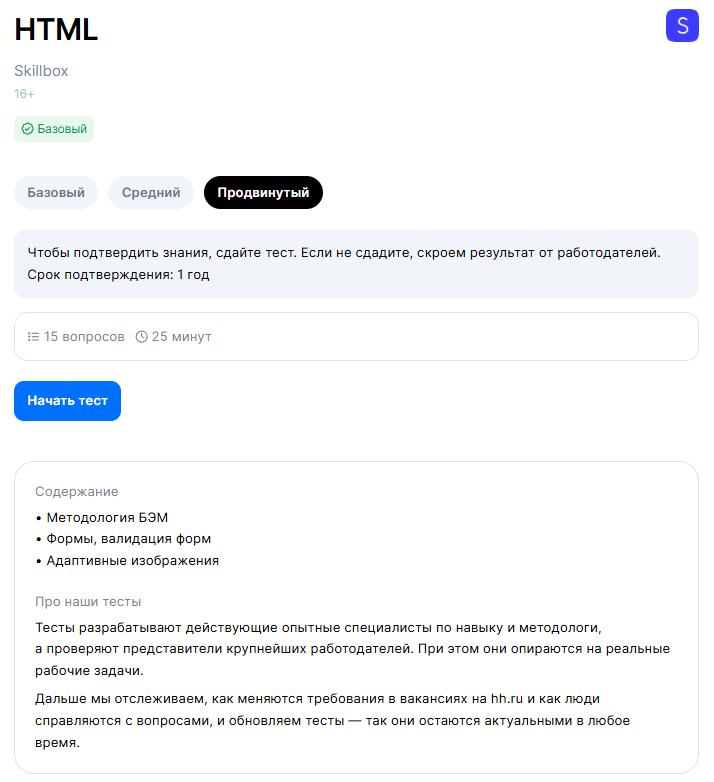 HTML
S
Skillbox
16+
Базовый
Базовый Средний Продвинутый
Чтобы подтвердить знания, сдайте тест. Если не сдадите, скроем результат от работодателей.
Срок подтверждения: 1 год
15 вопросов 25 минут
Начать тест
Содержание
• Методология БЭМ
• Формы, валидация форм
• Адаптивные изображения
Про наши тесты
Тесты разрабатывают действующие опытные специалисты по навыку и методологи,
а проверяют представители крупнейших работодателей. При этом они опираются на реальные
рабочие задачи.
Дальше мы отслеживаем, как меняются требования в вакансиях на hh.ru и как люди
справляются с вопросами, и обновляем тесты — так они остаются актуальными в любое
время.